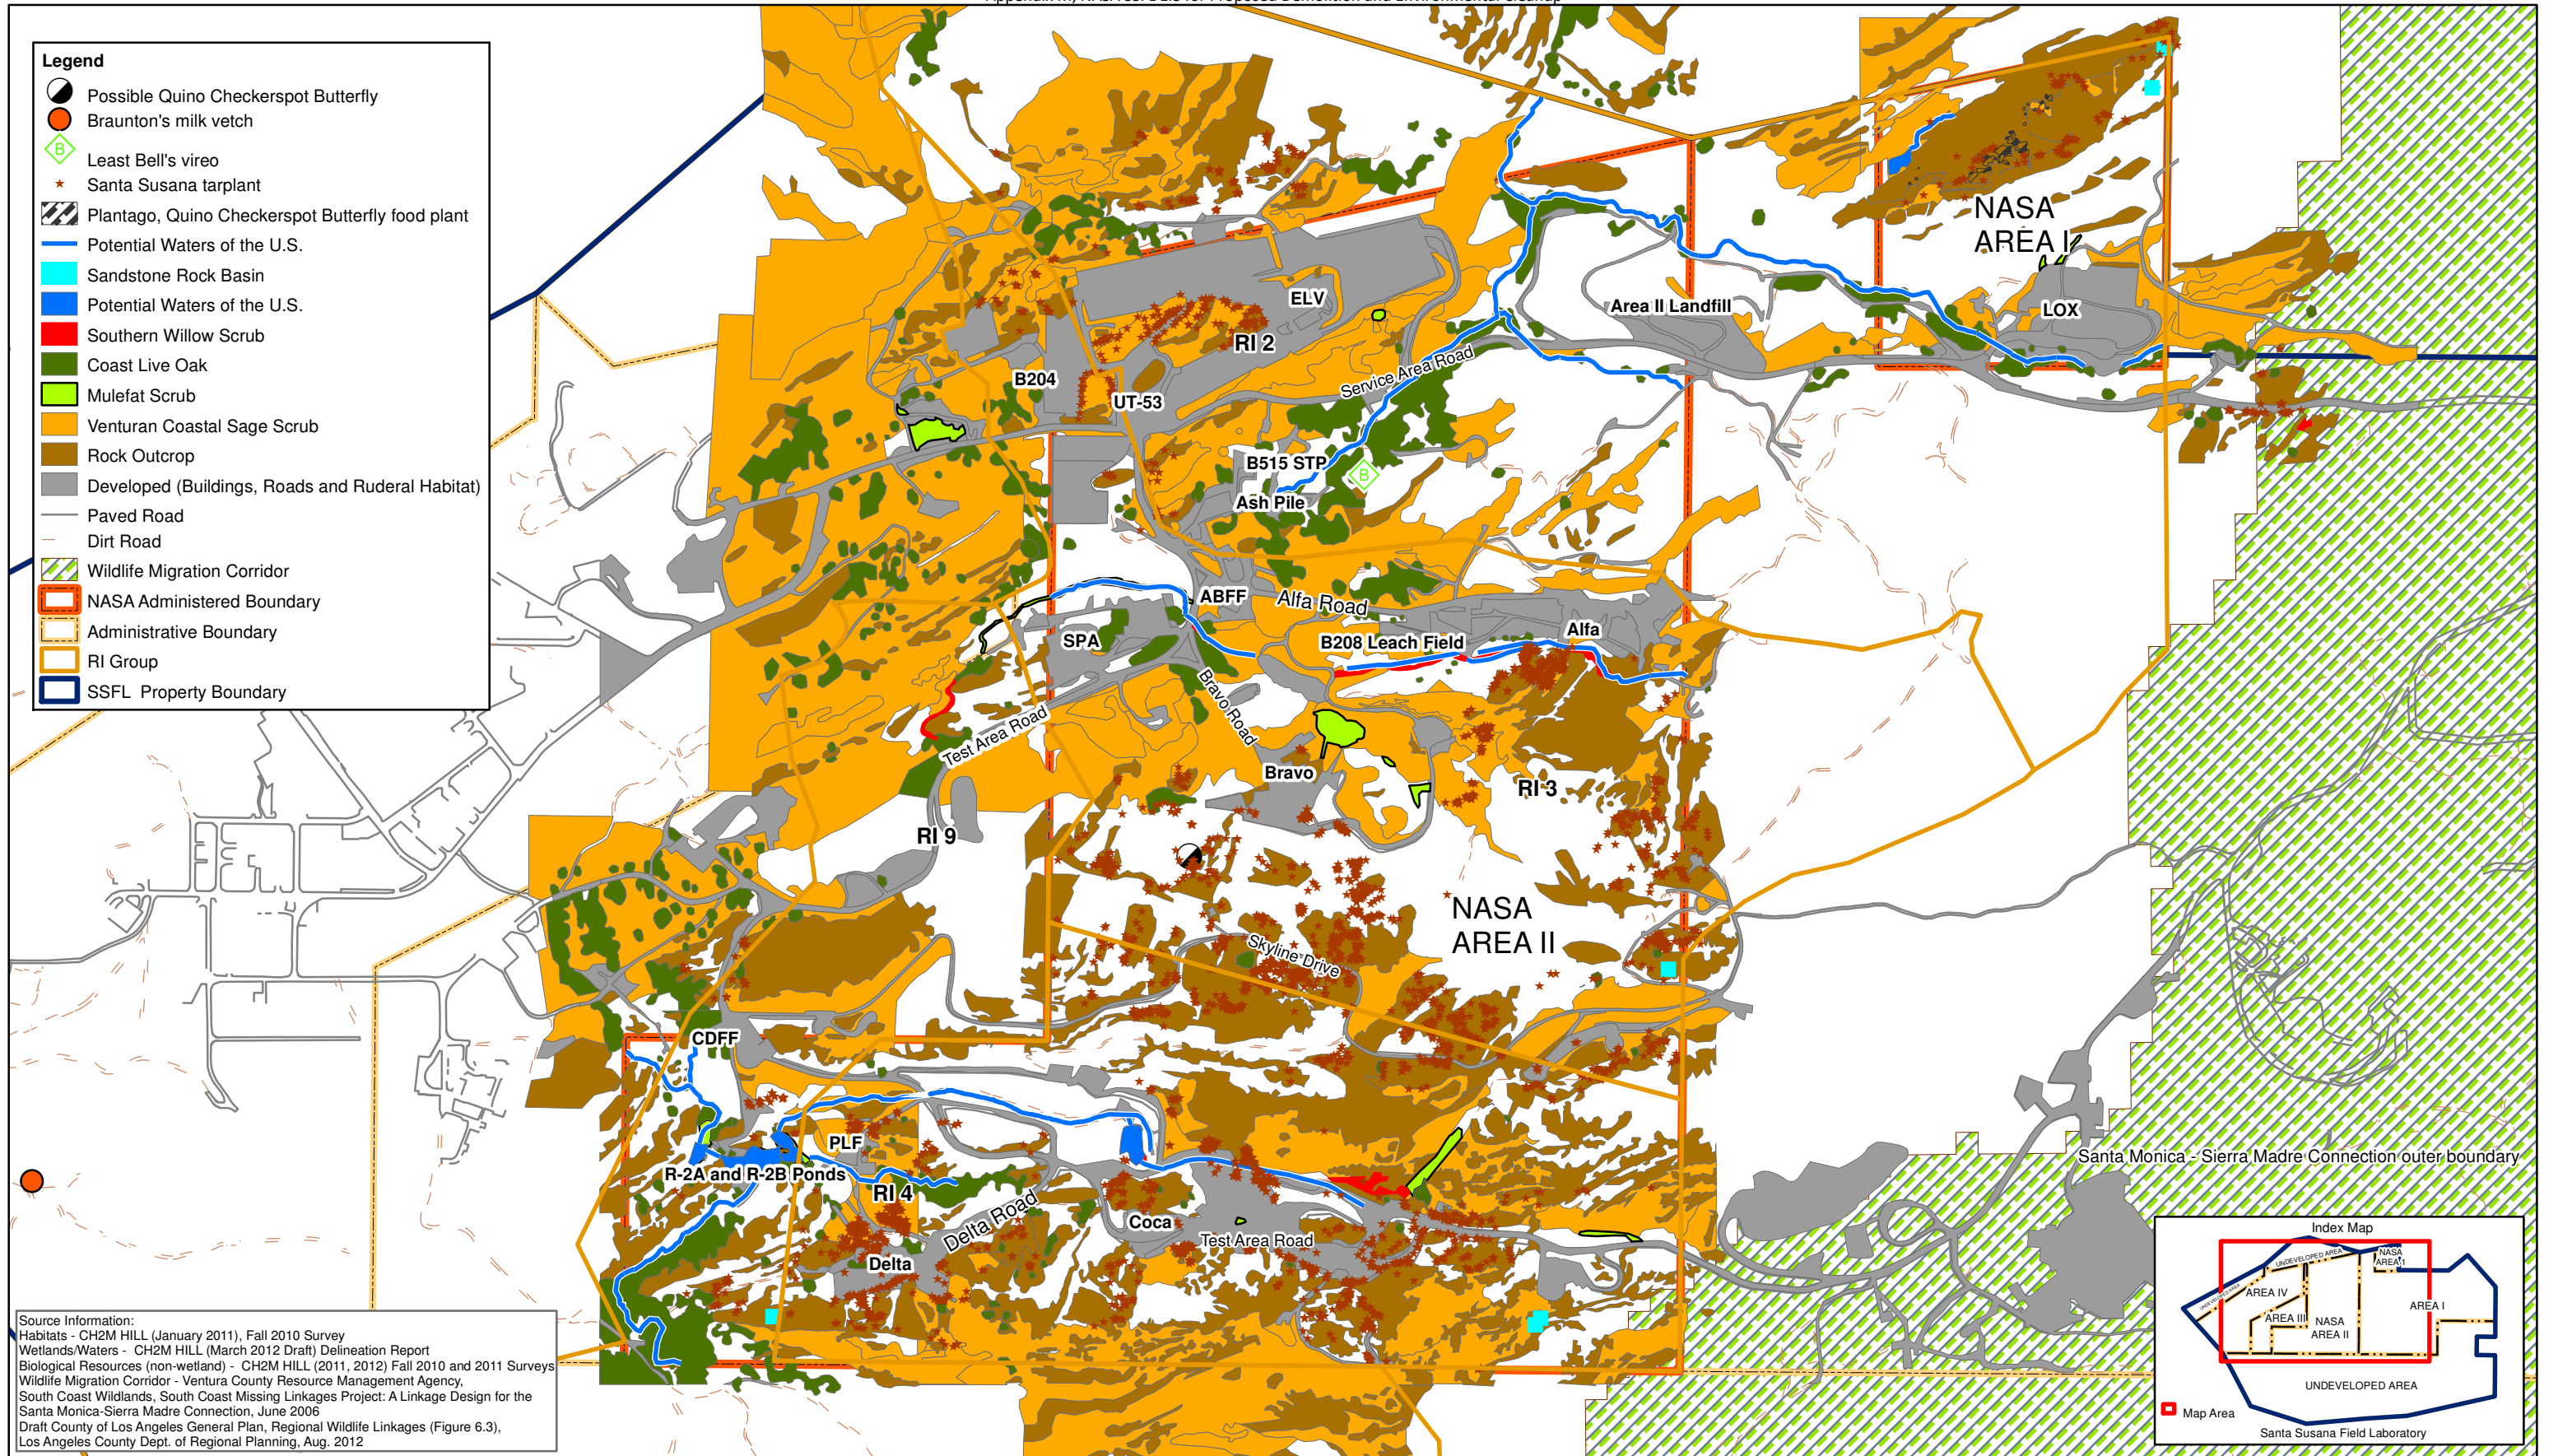 Legend
Possible Quino Checkerspot Butterfly
Braunton's milk vetch
B
Least Bell's vireo
Santa Susana tarplant
Plantago, Quino Checkerspot Butterfly food plant
Potential Waters of the U.S.
Sandstone Rock Basin
Potential Waters of the U.S.
Southern Willow Scrub
Coast Live Oak
Mulefat Scrub
Venturan Coastal Sage Scrub
Rock Outcrop
Developed (Buildings, Roads and Ruderal Habitat)
Paved Road
Dirt Road
Wildlife Migration Corridor
NASA Administered Boundary
Administrative Boundary
RI Group
SSFL Property Boundary
NASA
AREA I
ELV
Area II Landfill
LOX
RI 2
Service Area Road
B204
UT-53
B515 STP
B
Ash Pile
ABFF
Alfa Road
SPA
B208 Leach Field
Alfa
Bravo Road
Test Area Road
Bravo
RI 3
RI 9
NASA
AREA II
Skyline Drive
CDFF
PLF
R-2A and R-2B Ponds
RI 4
Delta Road
Coca
Test Area Road
Delta
Santa Monica - Sierra Madre Connection outer boundary
Index Map
UNDEVELOPED AREA
NASA
AREA 1
UNDEVELOPED AREA
AREA IV
AREA III
NASA
AREA II
AREA I
UNDEVELOPED AREA
Map Area
Santa Susana Field Laboratory
Source Information:
Habitats - CH2M HILL (January 2011), Fall 2010 Survey
Wetlands/Waters - CH2M HILL (March 2012 Draft) Delineation Report
Biological Resources (non-wetland) - CH2M HILL (2011, 2012) Fall 2010 and 2011 Surveys
Wildlife Migration Corridor - Ventura County Resource Management Agency,
South Coast Wildlands, South Coast Missing Linkages Project: A Linkage Design for the
Santa Monica-Sierra Madre Connection, June 2006
Draft County of Los Angeles General Plan, Regional Wildlife Linkages (Figure 6.3),
Los Angeles County Dept. of Regional Planning, Aug. 2012